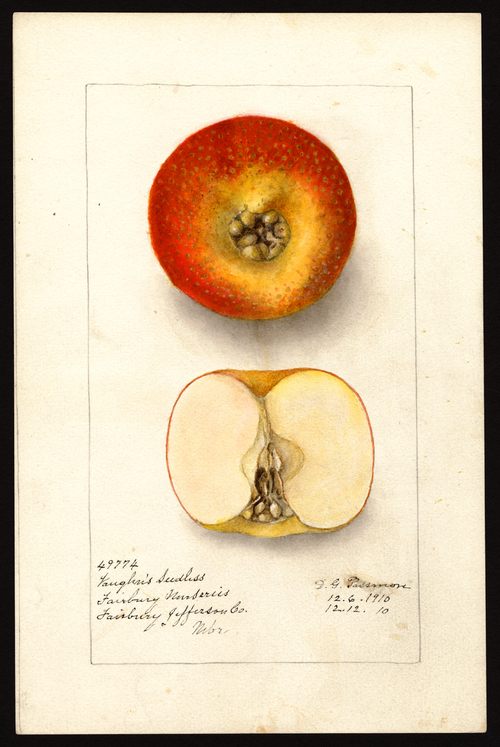 49774
Vaughn's Seedless
Fairbury Nurseries
Fairbury Jefferson Co.
Nebr.
D. G. Passmore
12.6.1910
12.12. 10